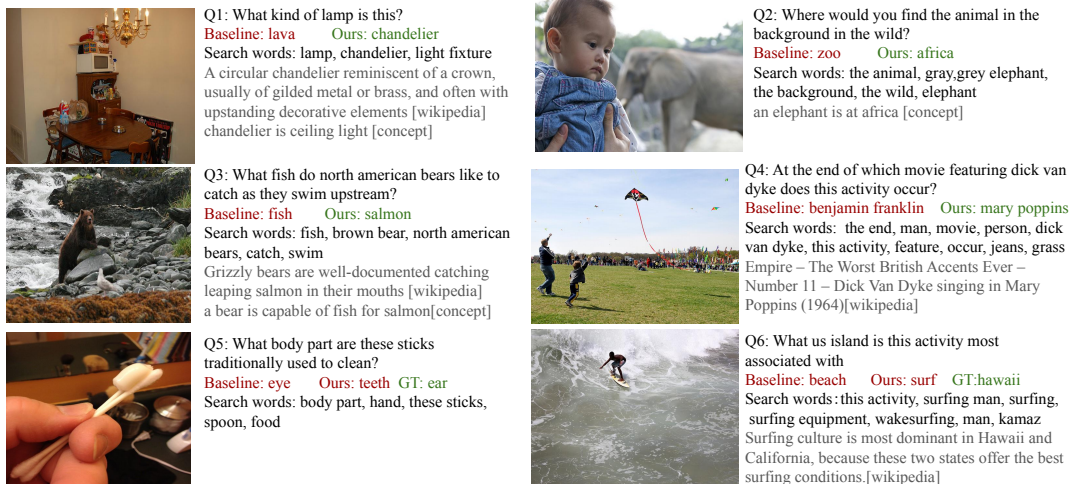 Q1: What kind of lamp is this?
Baseline: lava Ours: chandelier
Search words: lamp, chandelier, light fixture
A circular chandelier reminiscent of a crown,
usually of gilded metal or brass, and often with
upstanding decorative elements [wikipedia]
chandelier is ceiling light [concept]
Q2: Where would you find the animal in the
background in the wild?
Baseline: zoo Ours: africa
Search words: the animal, gray,grey elephant,
the background, the wild, elephant
an elephant is at africa [concept]
Q3: What fish do north american bears like to
catch as they swim upstream?
Baseline: fish Ours: salmon
Search words: fish, brown bear, north american
bears, catch, swim
Grizzly bears are well-documented catching
leaping salmon in their mouths [wikipedia]
a bear is capable of fish for salmon[concept]
Q4: At the end of which movie featuring dick van
dyke does this activity occur?
Baseline: benjamin franklin Ours: mary poppins
Search words: the end, man, movie, person, dick
van dyke, this activity, feature, occur, jeans, grass
Empire – The Worst British Accents Ever –
Number 11 – Dick Van Dyke singing in Mary
Poppins (1964)[wikipedia]
Q5: What body part are these sticks
traditionally used to clean?
Baseline: eye Ours: teeth GT: ear
Search words: body part, hand, these sticks,
spoon, food
Q6: What us island is this activity most
associated with
Baseline: beach Ours: surf GT:hawaii
Search words:this activity, surfing man, surfing,
surfing equipment, wakesurfing, man, kamaz
Surfing culture is most dominant in Hawaii and
California, because these two states offer the best
surfing conditions.[wikipedia]